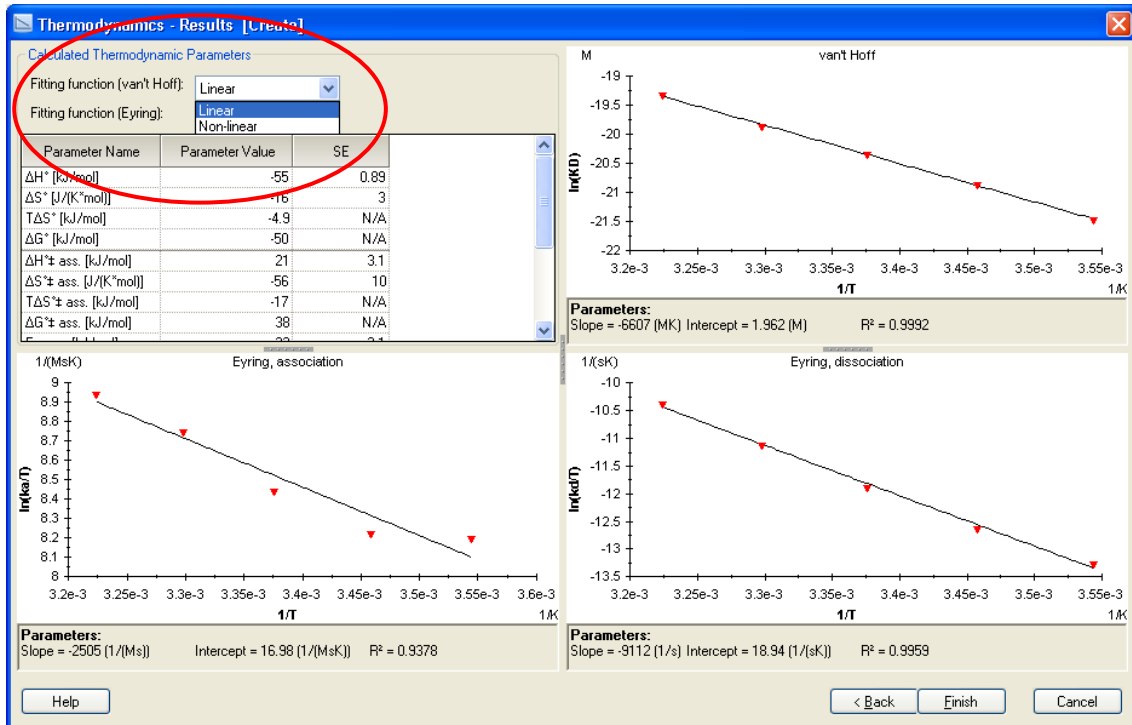 Thermodynamics - Results [Create]
Calculated Thermodynamic Parameters
Fitting function (van't Hoff): Linear
Linear
Fitting function (Eyring):
Non-linear
Parameter Name Parameter Value SE
ΔH° [kJ/mol] -55 0.89
ΔS° [J/(K*mol)] -16 3
TΔS° [kJ/mol] -4.9 N/A
ΔG° [kJ/mol] -50 N/A
ΔH°‡ ass. [kJ/mol] 21 3.1
ΔS°‡ ass. [J/(K*mol)] -56 10
TΔS°‡ ass. [kJ/mol] -17 N/A
ΔG°‡ ass. [kJ/mol] 38 N/A
M van't Hoff
-19
-19.5
-20
-20.5
-21
-21.5
-22
ln(KD)
3.2e-3 3.25e-3 3.3e-3 3.35e-3 3.4e-3 3.45e-3 3.5e-3 3.55e-3
1/T 1/K
Parameters:
Slope = -6607 (MK) Intercept = 1.962 (M) R² = 0.9992
1/(MsK) Eyring, association
9
8.9
8.8
8.7
8.6
8.5
8.4
8.3
8.2
8.1
8
ln(ka/T)
3.2e-3 3.25e-3 3.3e-3 3.35e-3 3.4e-3 3.45e-3 3.5e-3 3.55e-3 3.6e-3
1/T 1/K
Parameters:
Slope = -2505 (1/(Ms)) Intercept = 16.98 (1/(MsK)) R² = 0.9378
1/(sK) Eyring, dissociation
-10
-10.5
-11
-11.5
-12
-12.5
-13
-13.5
ln(kd/T)
3.2e-3 3.25e-3 3.3e-3 3.35e-3 3.4e-3 3.45e-3 3.5e-3 3.55e-3
1/T 1/K
Parameters:
Slope = -9112 (1/s) Intercept = 18.94 (1/(sK)) R² = 0.9959
Help < Back Finish Cancel